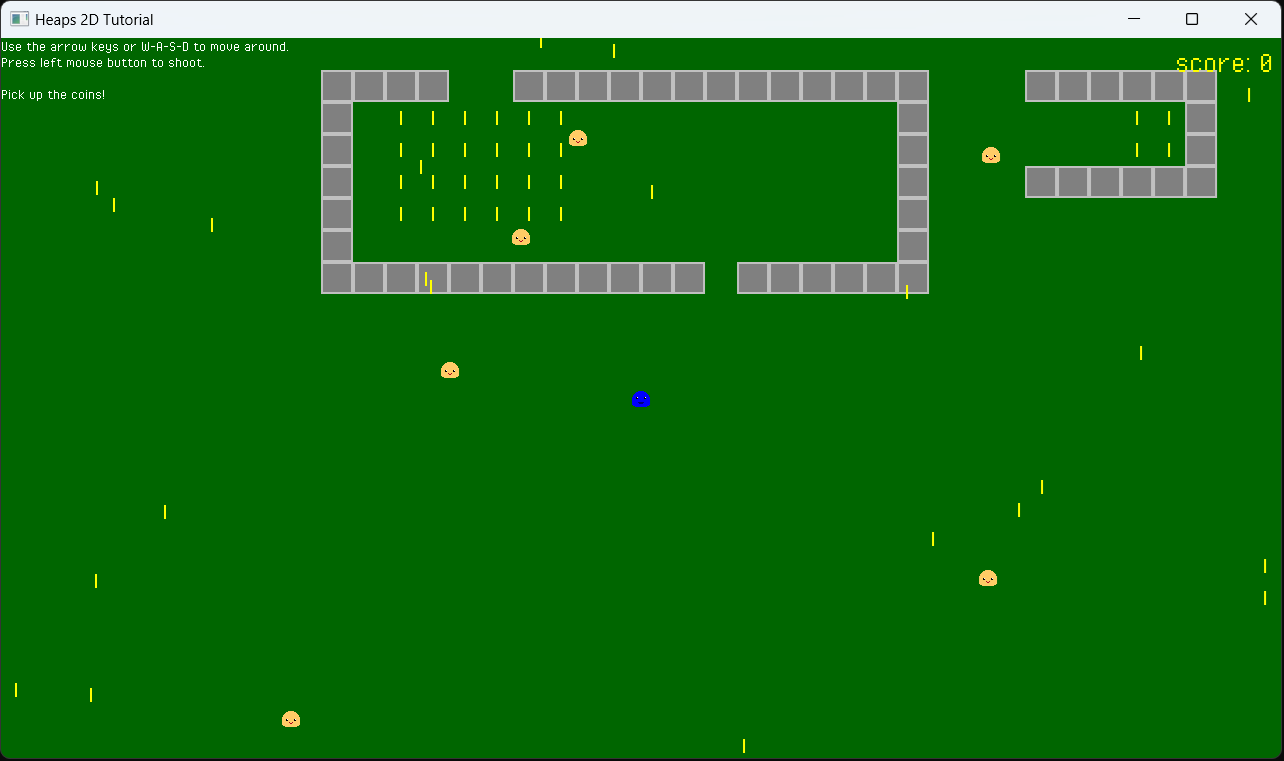 Heaps 2D Tutorial
Use the arrow keys or W-A-S-D to move around.
Press left mouse button to shoot.
score: 0
Pick up the coins!